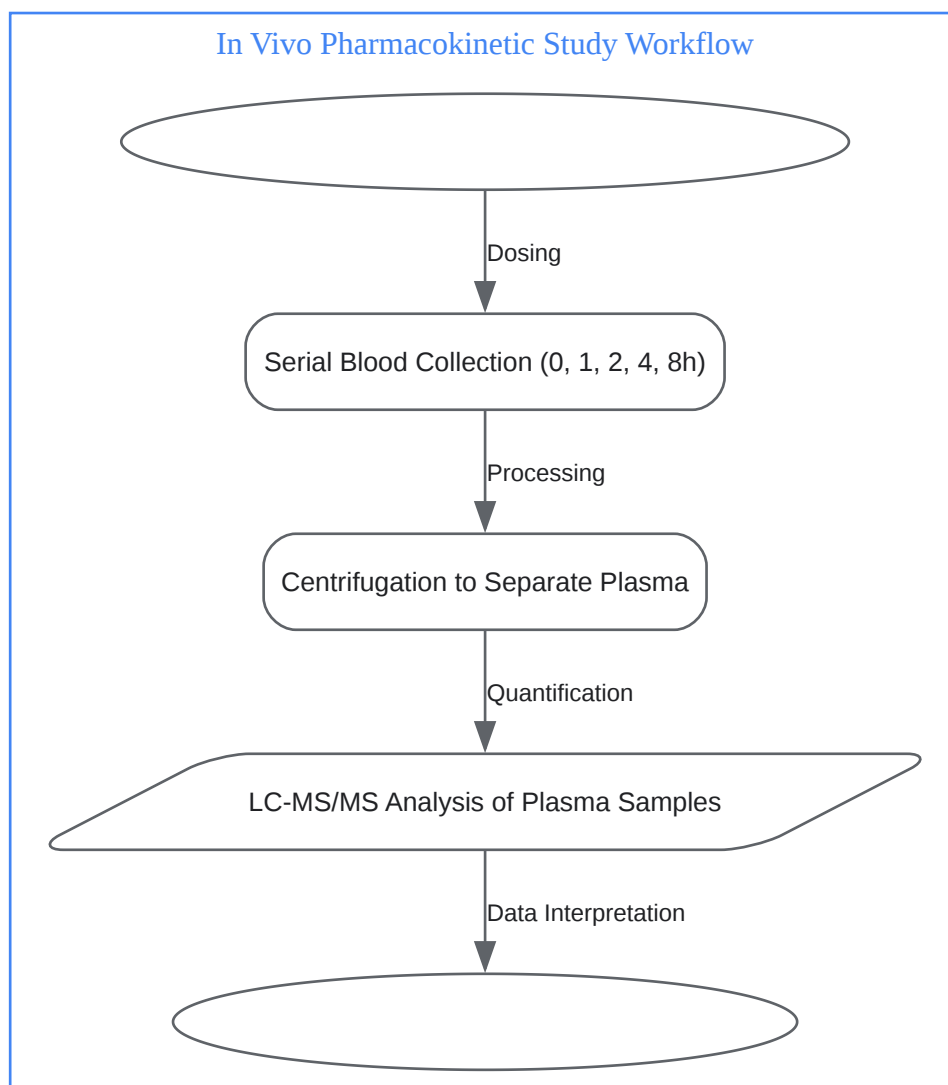 In Vivo Pharmacokinetic Study Workflow
Dosing
Serial Blood Collection (0, 1, 2, 4, 8h)
Processing
Centrifugation to Separate Plasma
Quantification
LC-MS/MS Analysis of Plasma Samples
Data Interpretation